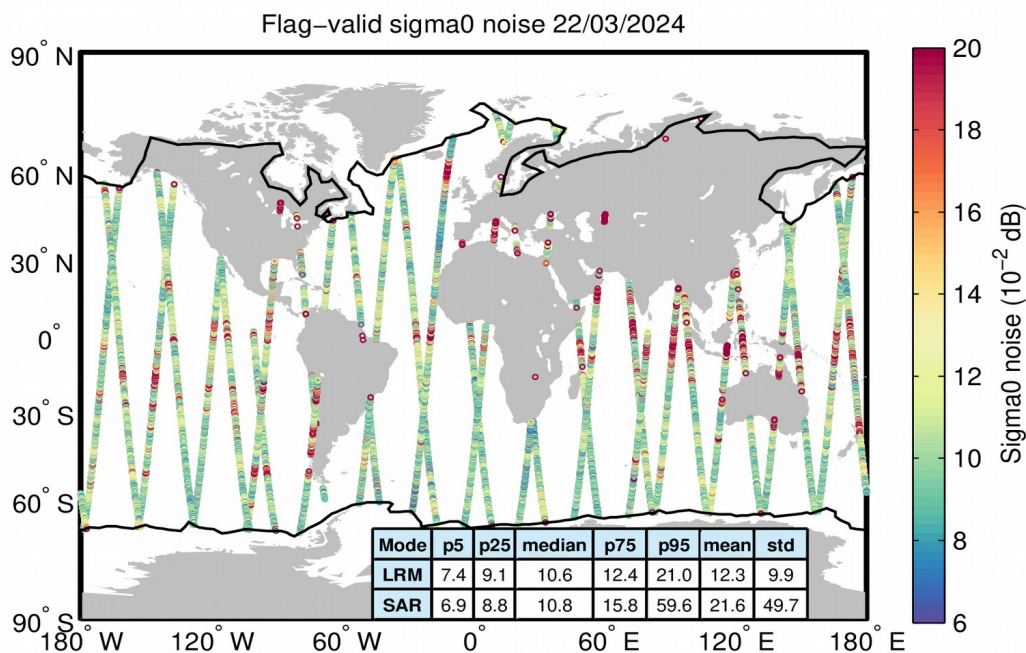 Flag−valid sigma0 noise 22/03/2024
90° N
60° N
30° N
0°
30° S
60° S
90° S
180° W
120° W
60° W
0°
60° E
120° E
180° E
Mode p5 p25 median p75 p95 mean std
LRM 7.4 9.1 10.6 12.4 21.0 12.3 9.9
SAR 6.9 8.8 10.8 15.8 59.6 21.6 49.7
20
18
16
14
12
10
8
6
Sigma0 noise (10⁻² dB)